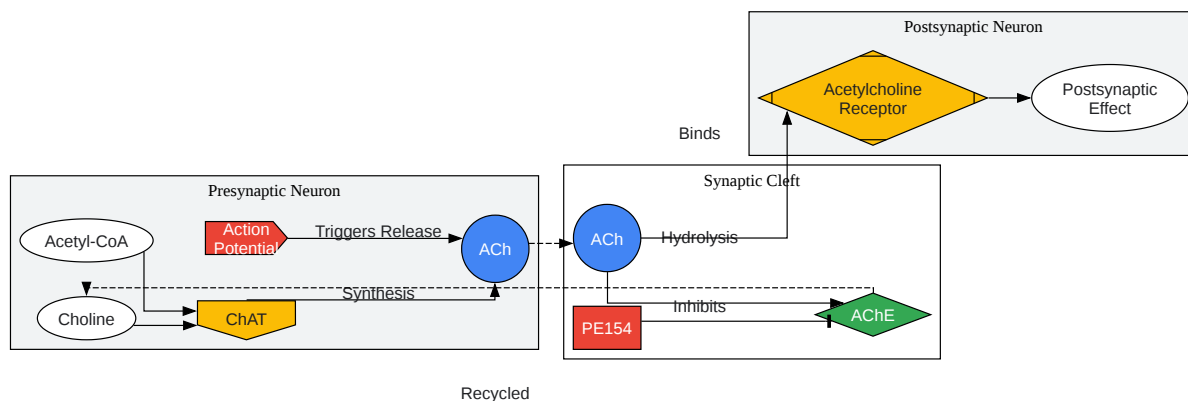 Postsynaptic Neuron
Acetylcholine
Receptor
Postsynaptic
Effect
Binds
Presynaptic Neuron
Synaptic Cleft
Acetyl-CoA
Action
Potential
Triggers Release
ACh
ACh
Hydrolysis
Choline
ChAT
Synthesis
PE154
Inhibits
AChE
Recycled